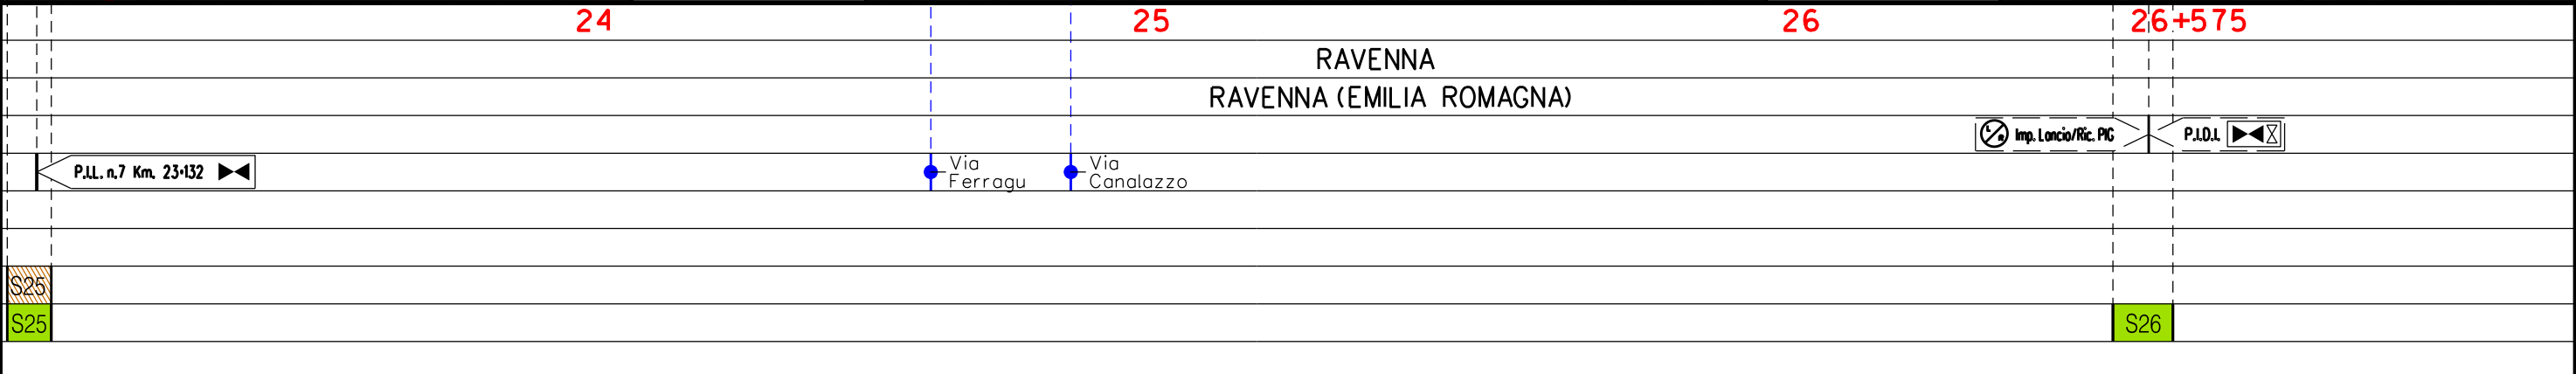 24 25 26 26+575
RAVENNA
RAVENNA (EMILIA ROMAGNA)
Imp. Lancio/Ric. PIG P.I.D.I.
P.I.L. n.7 Km. 23+132
Via
Ferragu
Via
Canalazzo
S25
S25 S26